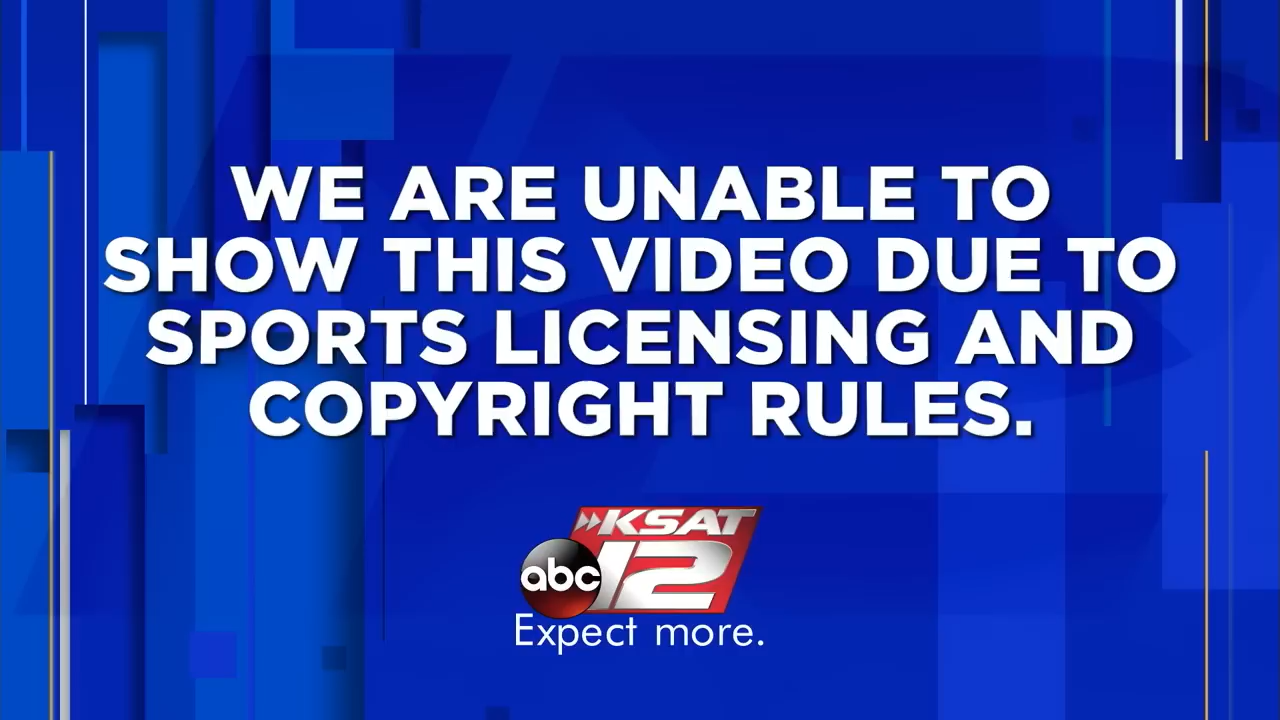 WE ARE UNABLE TO
SHOW THIS VIDEO DUE TO
SPORTS LICENSING AND
COPYRIGHT RULES.
KSAT
abc 12
Expect more.